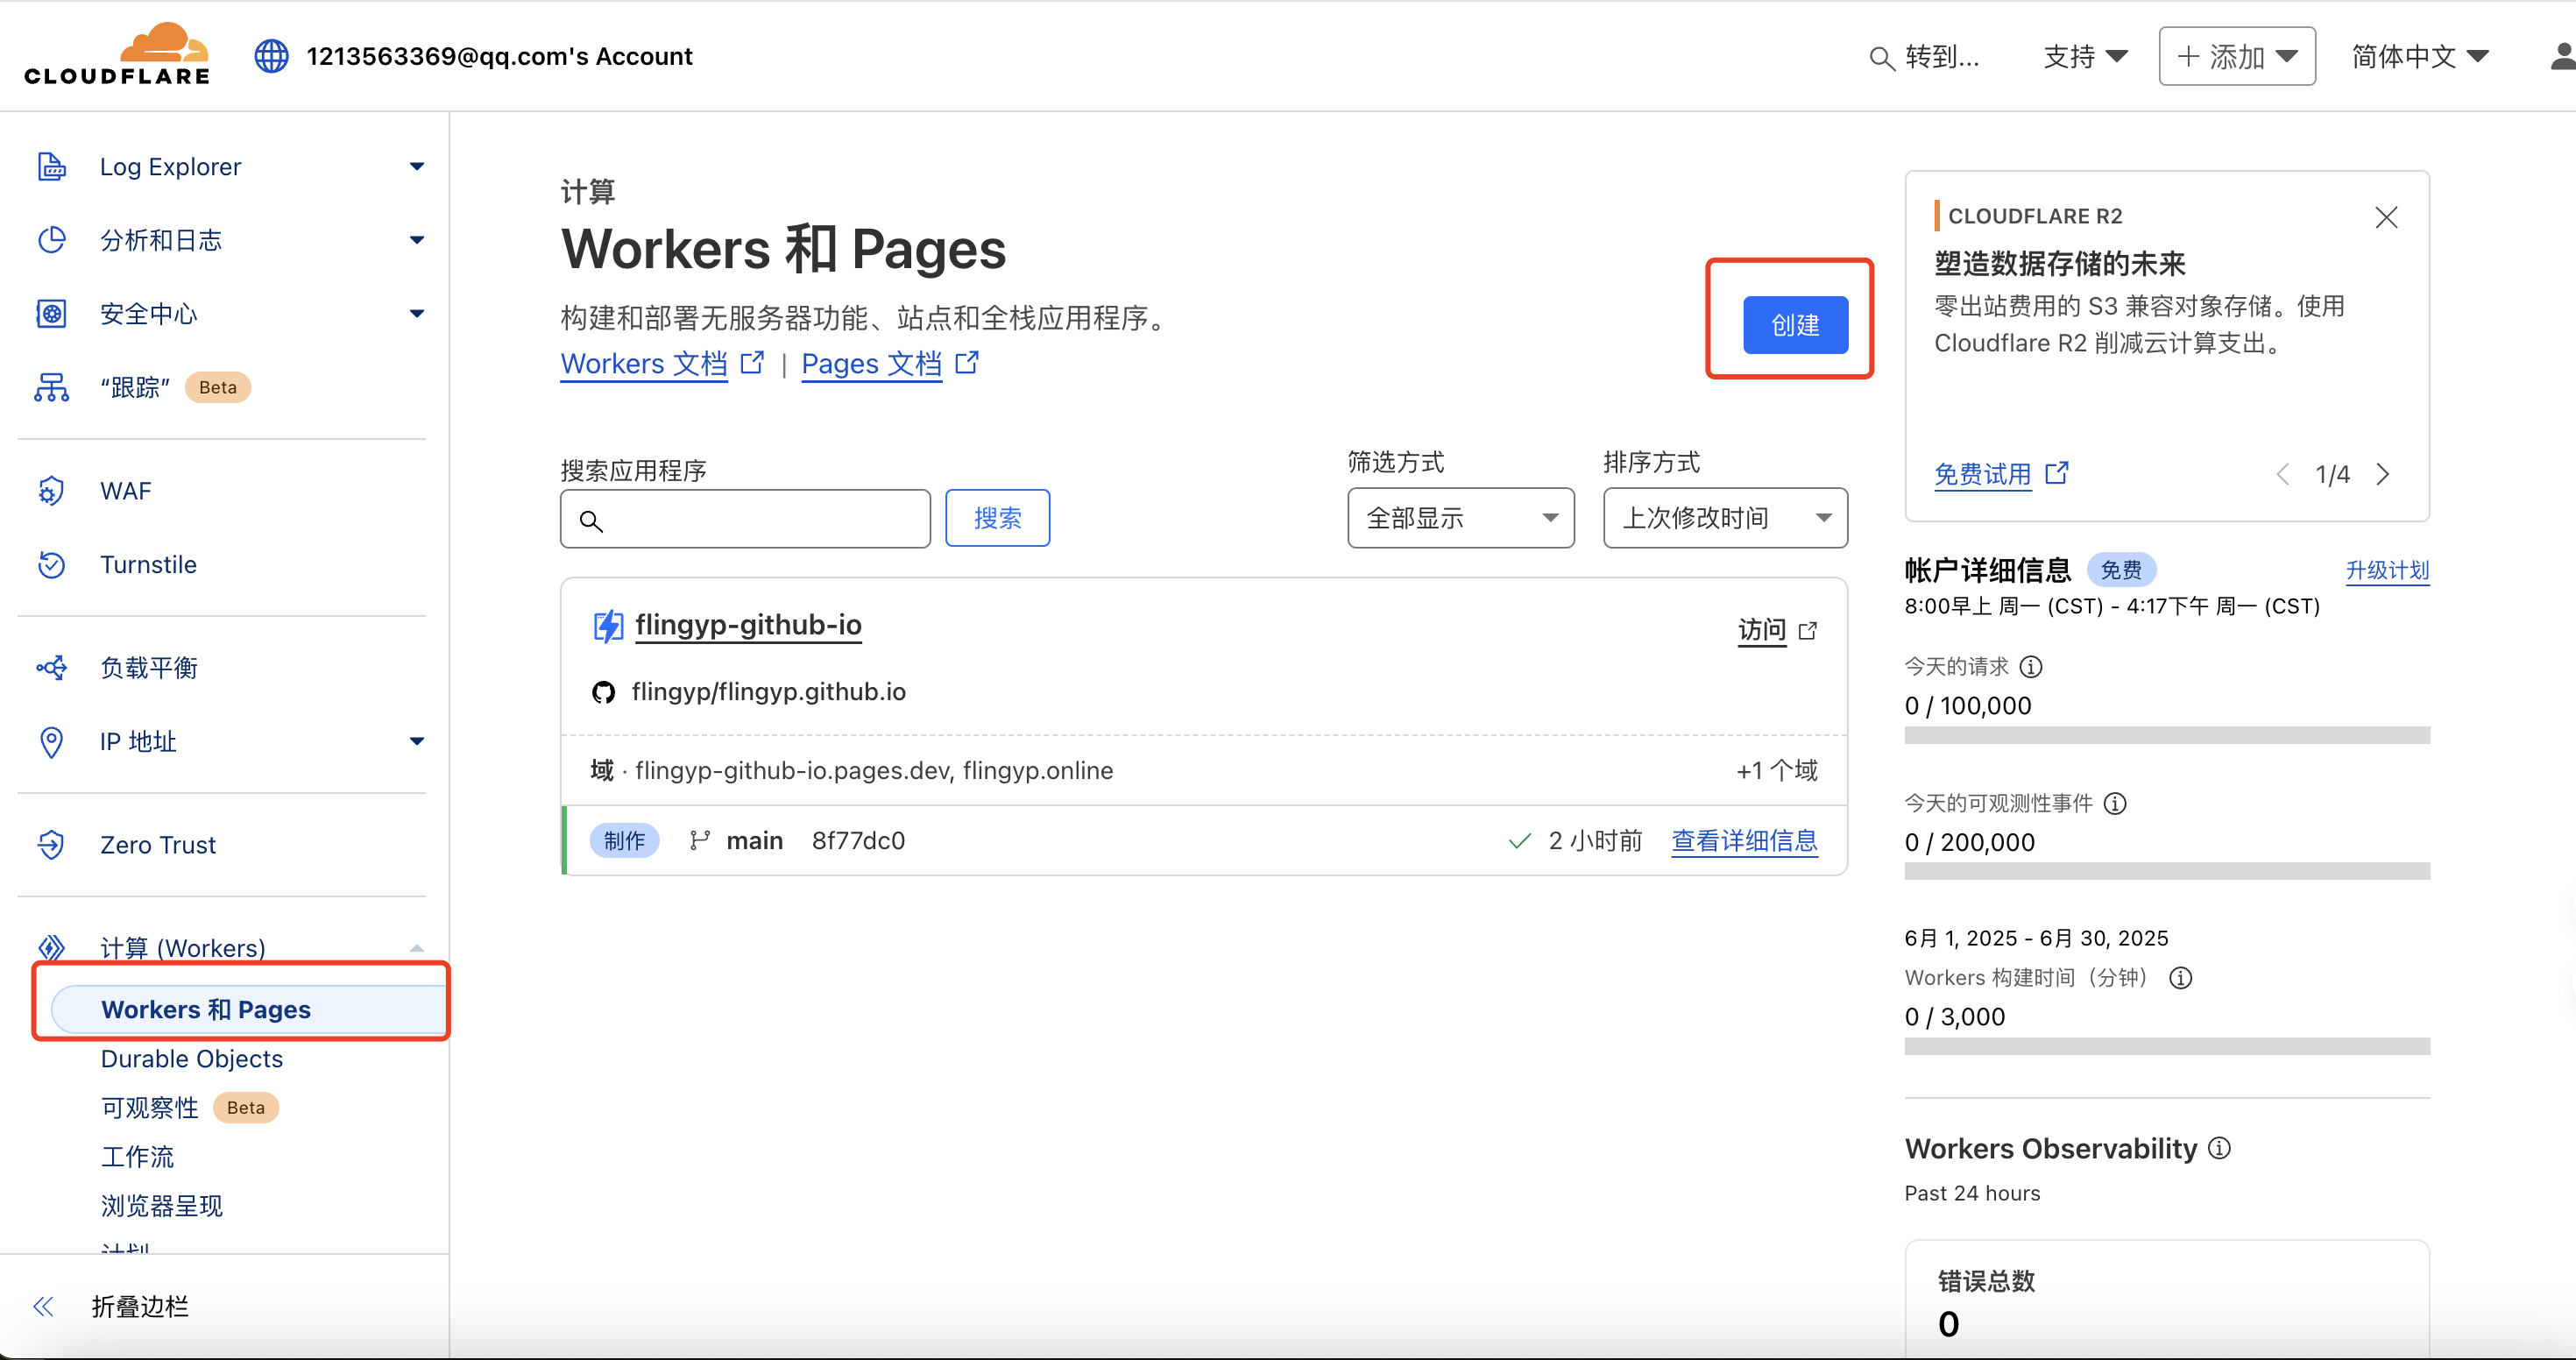 CLOUDFLARE
1213563369@qq.com's Account
转到...
支持
添加
简体中文
Log Explorer
分析和日志
安全中心
“跟踪” Beta
WAF
Turnstile
负载平衡
IP 地址
Zero Trust
计算 (Workers)
Workers 和 Pages
Durable Objects
可观察性 Beta
工作流
浏览器呈现
计划
折叠边栏
计算
Workers 和 Pages
构建和部署无服务器功能、站点和全栈应用程序。
Workers 文档 | Pages 文档
创建
搜索应用程序
搜索
筛选方式
全部显示
排序方式
上次修改时间
flingyp-github-io
访问
flingyp/flingyp.github.io
域 · flingyp-github-io.pages.dev, flingyp.online
+1 个域
制作 main 8f77dc0
2 小时前 查看详细信息
CLOUDFLARE R2
塑造数据存储的未来
零出站费用的 S3 兼容对象存储。使用
Cloudflare R2 削减云计算支出。
免费试用
1/4
帐户详细信息 免费
升级计划
8:00早上 周一 (CST) - 4:17下午 周一 (CST)
今天的请求
0 / 100,000
今天的可观测性事件
0 / 200,000
6月 1, 2025 - 6月 30, 2025
Workers 构建时间（分钟）
0 / 3,000
Workers Observability
Past 24 hours
错误总数
0